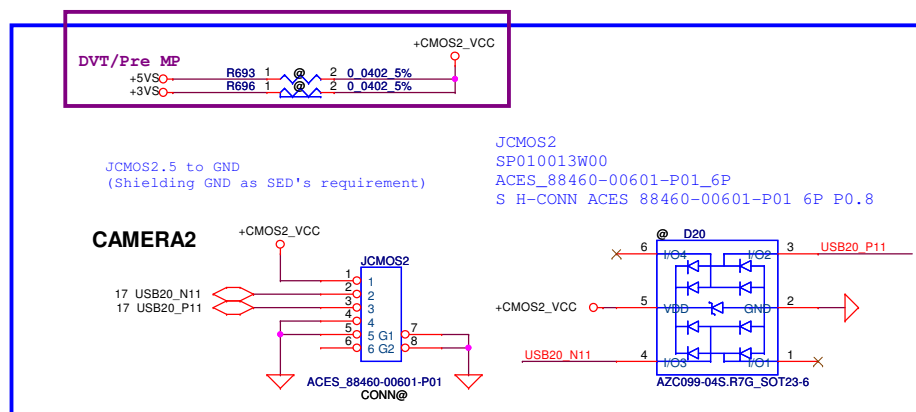 DVT/Pre MP
+CMOS2_VCC
+5VS R693 1 @ 2 0_0402_5%
+3VS R696 1 @ 2 0_0402_5%
JCMOS2.5 to GND
(Shielding GND as SED's requirement)
JCMOS2
SP010013W00
ACES_88460-00601-P01_6P
S H-CONN ACES 88460-00601-P01 6P P0.8
CAMERA2
+CMOS2_VCC
JCMOS2
1 1
17 USB20_N11 2 2
17 USB20_P11 3 3
4 4
5 5 G1 7
6 6 G2 8
ACES_88460-00601-P01
CONN@
@ D20
6 I/O4 I/O2 3 USB20_P11
+CMOS2_VCC 5 VDD GND 2
USB20_N11 4 I/O3 I/O1 1
AZC099-04S.R7G_SOT23-6